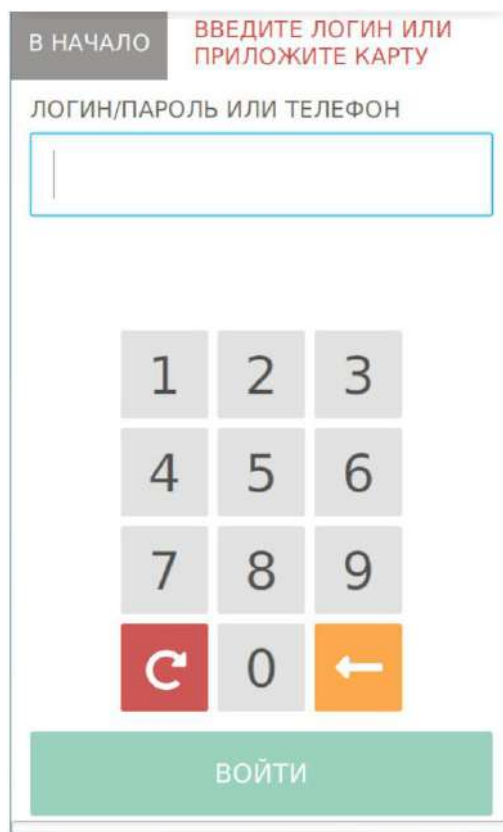 В НАЧАЛО
ВВЕДИТЕ ЛОГИН ИЛИ
ПРИЛОЖИТЕ КАРТУ
ЛОГИН/ПАРОЛЬ ИЛИ ТЕЛЕФОН
1 2 3
4 5 6
7 8 9
0
ВОЙТИ